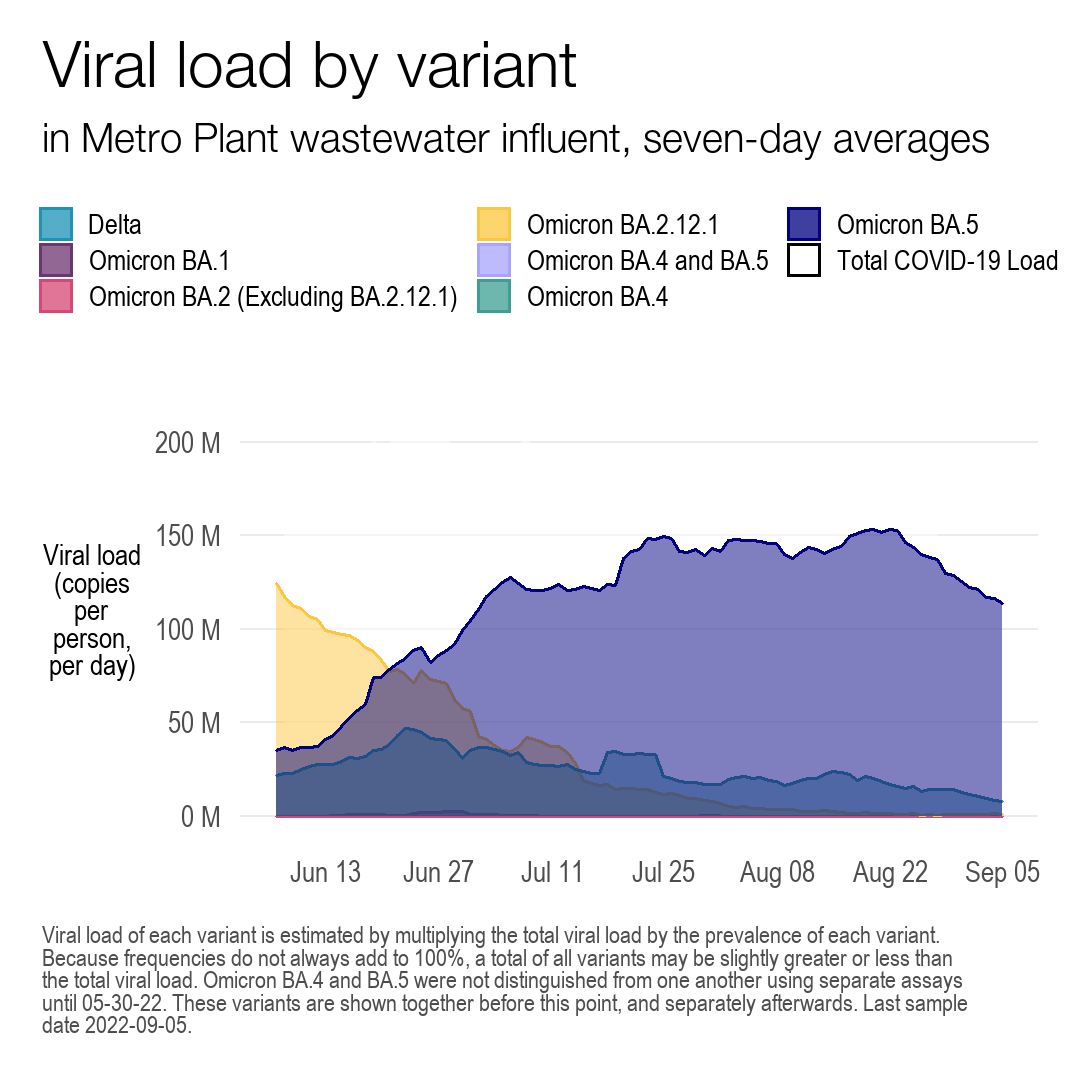 Viral load by variant
in Metro Plant wastewater influent, seven-day averages
Delta
Omicron BA.1
Omicron BA.2 (Excluding BA.2.12.1)
Omicron BA.2.12.1
Omicron BA.4 and BA.5
Omicron BA.4
Omicron BA.5
Total COVID-19 Load
200 M
150 M
100 M
50 M
0 M
Viral load
(copies
per
person,
per day)
Jun 13
Jun 27
Jul 11
Jul 25
Aug 08
Aug 22
Sep 05
Viral load of each variant is estimated by multiplying the total viral load by the prevalence of each variant.
Because frequencies do not always add to 100%, a total of all variants may be slightly greater or less than
the total viral load. Omicron BA.4 and BA.5 were not distinguished from one another using separate assays
until 05-30-22. These variants are shown together before this point, and separately afterwards. Last sample
date 2022-09-05.